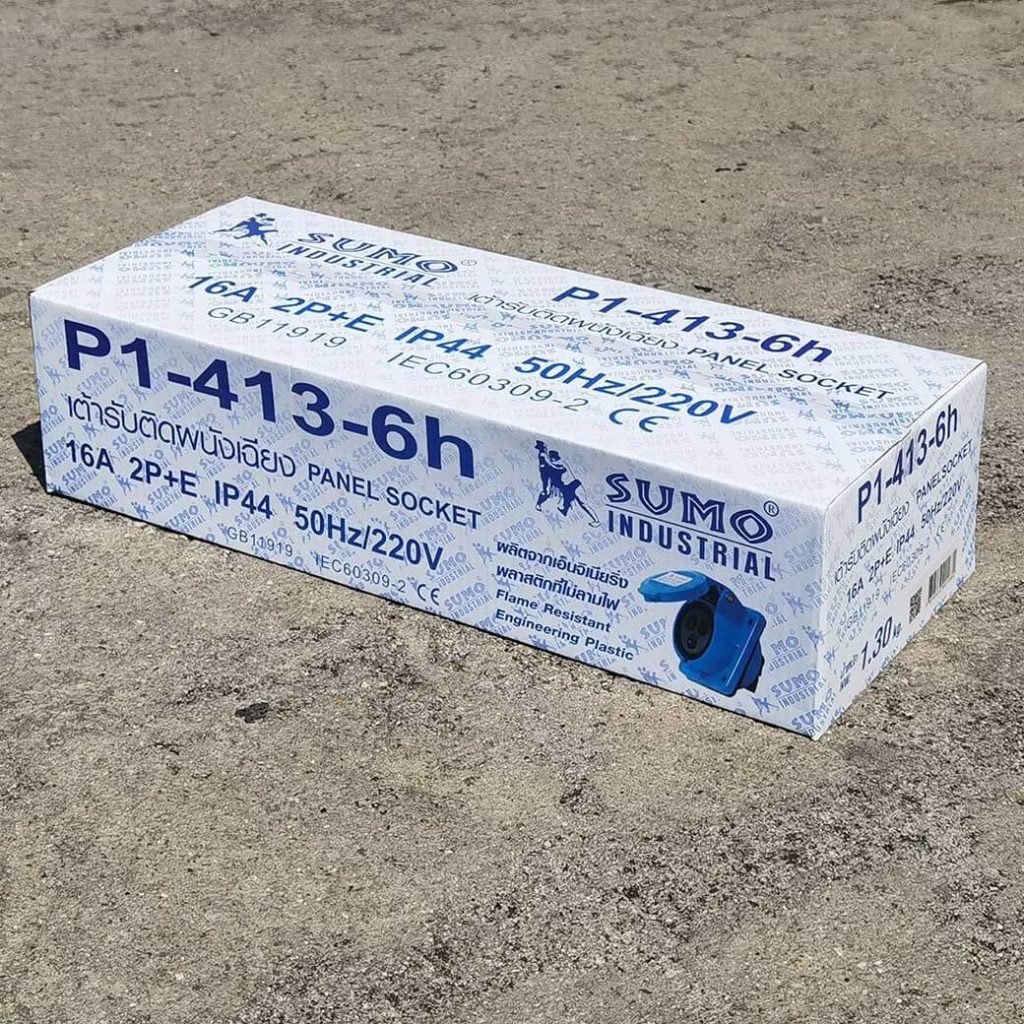 SUMO®
INDUSTRIAL
P1-413-6h
เต้ารับติดผนังเฉียง PANEL SOCKET
16A 2P+E IP44 50Hz/220V
GB11919 IEC60309-2 CE
P1-413-6h
เต้ารับติดผนังเฉียง PANEL SOCKET
16A 2P+E IP44 50Hz/220V
GB11919 IEC60309-2 CE
SUMO®
INDUSTRIAL
ผลิตจากเอ็นจิเนียริ่ง
พลาสติกที่ไม่ลามไฟ
Flame Resistant
Engineering Plastic
P1-413-6h
เต้ารับติดผนังเฉียง PANEL SOCKET
16A 2P+E IP44 50Hz/220V
GB11919 IEC60309-2 CE
1.30 kg.